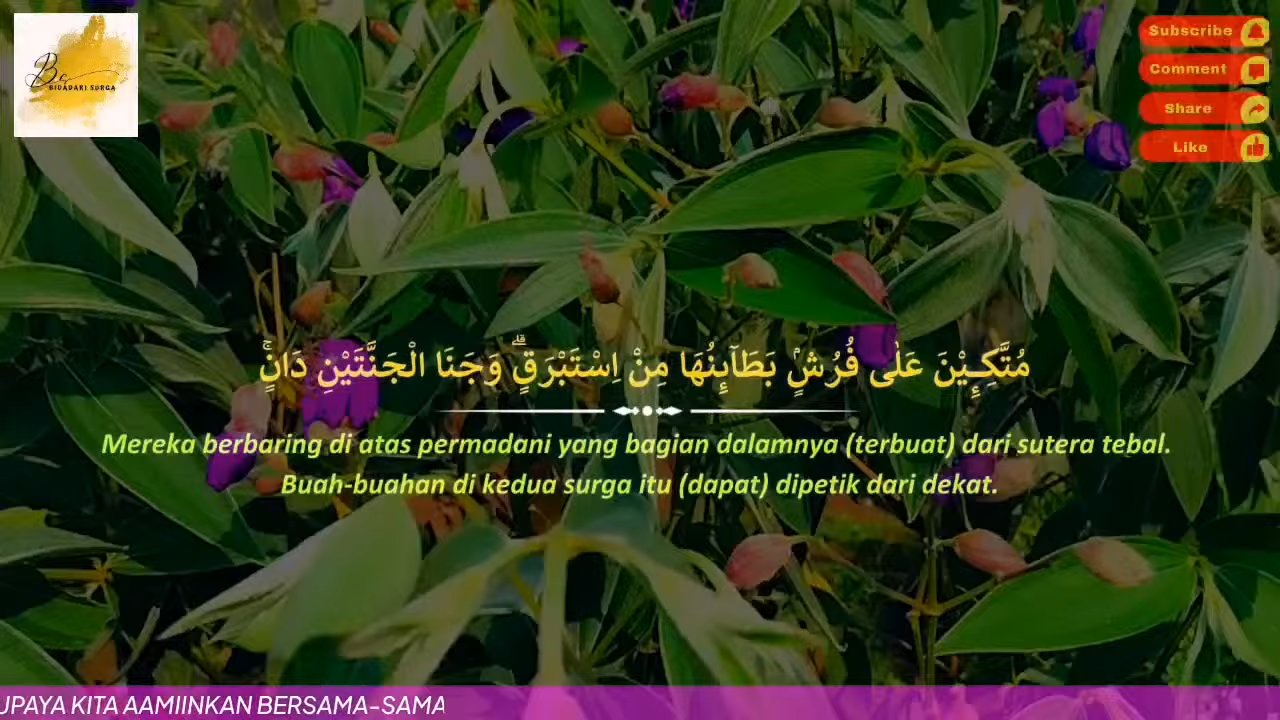 BIDADARI SURGA
Subscribe
Comment
Share
Like
مُتَّكِـِٕيْنَ عَلٰى فُرُشٍۢ بَطَاۤىِٕنُهَا مِنْ اِسْتَبْرَقٍۗ وَجَنَا الْجَنَّتَيْنِ دَانٍۚ
Mereka berbaring di atas permadani yang bagian dalamnya (terbuat) dari sutera tebal.
Buah-buahan di kedua surga itu (dapat) dipetik dari dekat.
UPAYA KITA AAMIINKAN BERSAMA-SAMA